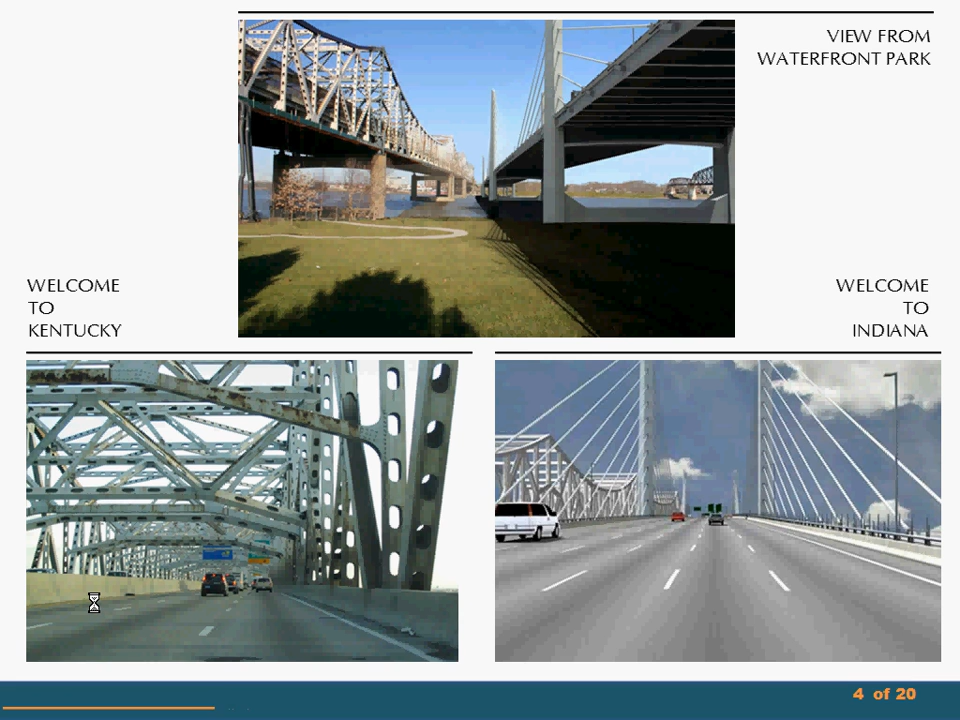 VIEW FROM
WATERFRONT PARK
WELCOME
TO
KENTUCKY
WELCOME
TO
INDIANA
4 of 20